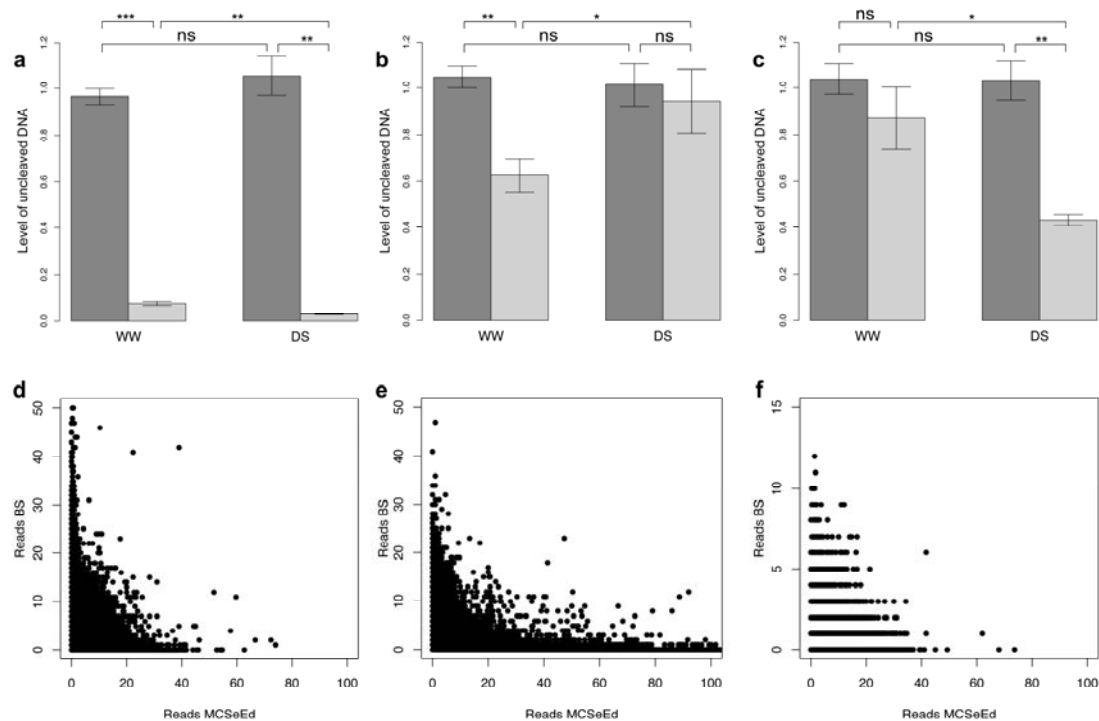 *** **
ns **
a
Level of uncleaved DNA
1.2
1.0
0.8
0.6
0.4
0.2
0.0
WW DS
** *
ns ns
b
Level of uncleaved DNA
1.2
1.0
0.8
0.6
0.4
0.2
0.0
WW DS
ns *
ns **
c
Level of uncleaved DNA
1.2
1.0
0.8
0.6
0.4
0.2
0.0
WW DS
d
Reads BS
50
40
30
20
10
0
0 20 40 60 80 100
Reads MCSeEd
e
Reads BS
50
40
30
20
10
0
0 20 40 60 80 100
Reads MCSeEd
f
Reads BS
15
10
5
0
0 20 40 60 80 100
Reads MCSeEd